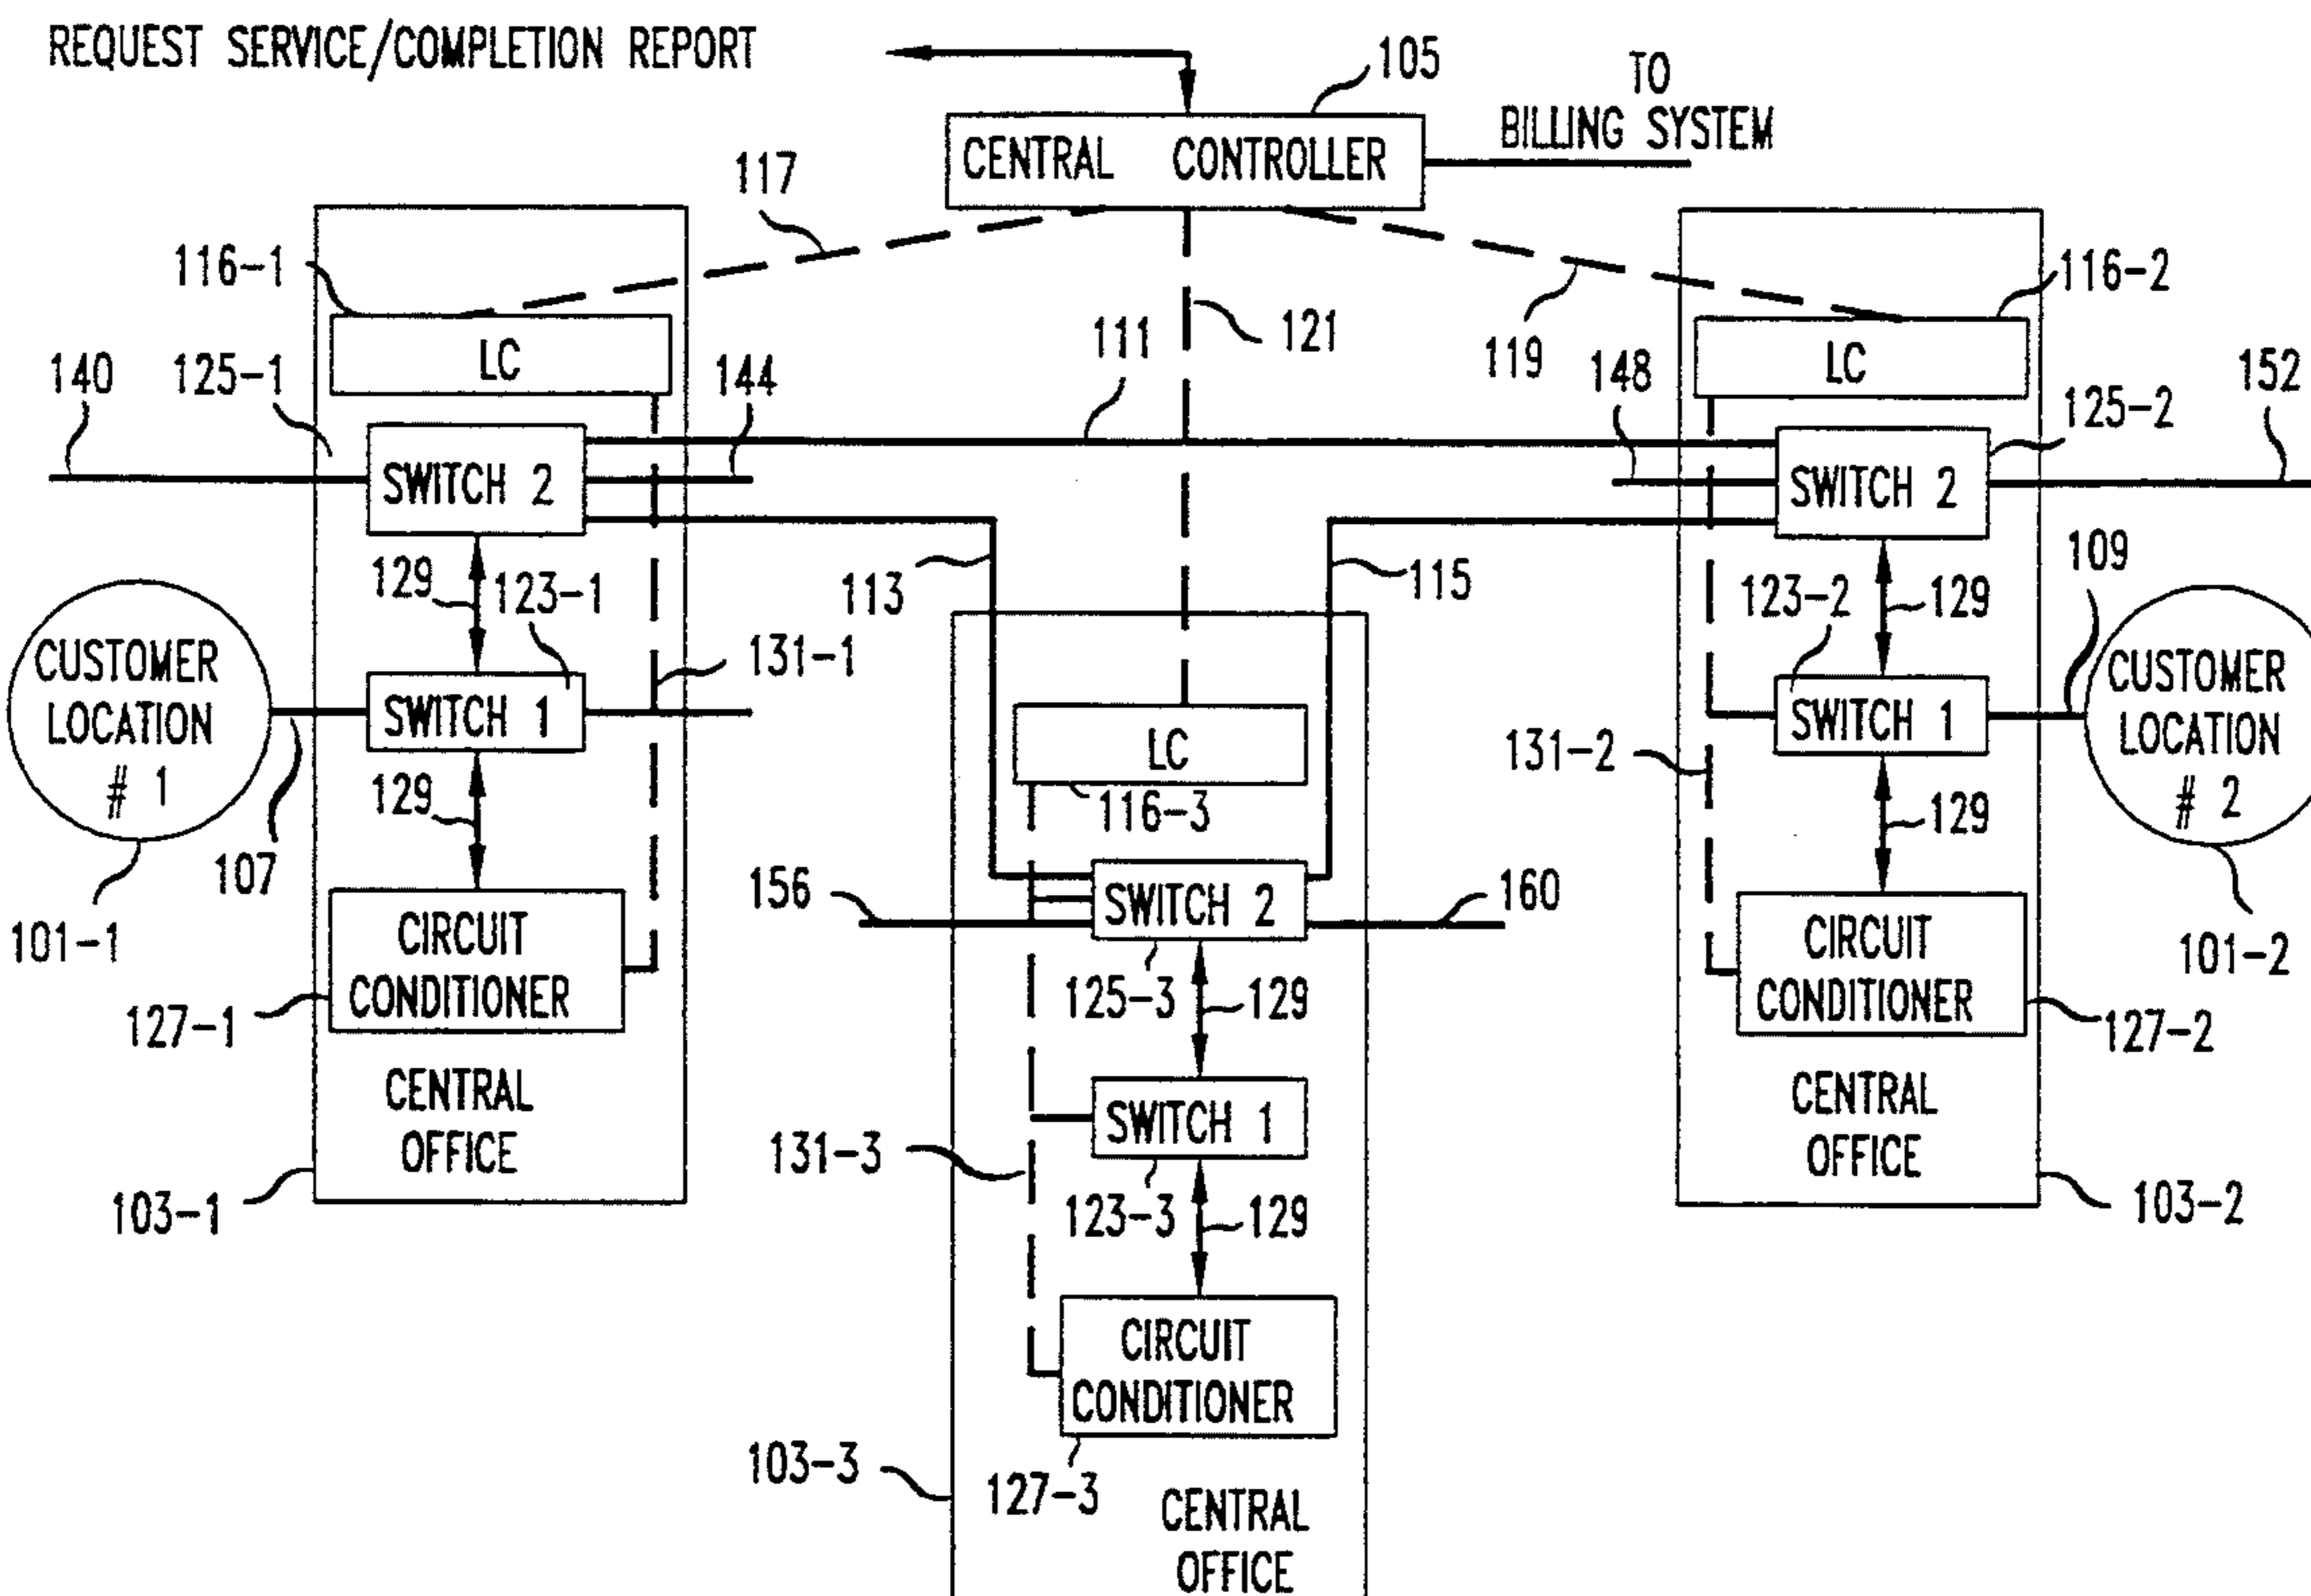 REQUEST SERVICE/COMPLETION REPORT
105
TO
BILLING SYSTEM
CENTRAL CONTROLLER
117
116-1
121
111
119
116-2
LC
LC
140
125-1
144
148
152
125-2
SWITCH 2
SWITCH 2
129
123-1
113
115
123-2
129
109
CUSTOMER
LOCATION
# 1
SWITCH 1
131-1
LC
131-2
SWITCH 1
CUSTOMER
LOCATION
# 2
129
116-3
129
107
101-1
156
SWITCH 2
160
101-2
CIRCUIT
CONDITIONER
127-1
125-3
129
CIRCUIT
CONDITIONER
127-2
CENTRAL
OFFICE
103-1
SWITCH 1
131-3
123-3
129
CENTRAL
OFFICE
103-2
CIRCUIT
CONDITIONER
103-3
127-3
CENTRAL
OFFICE